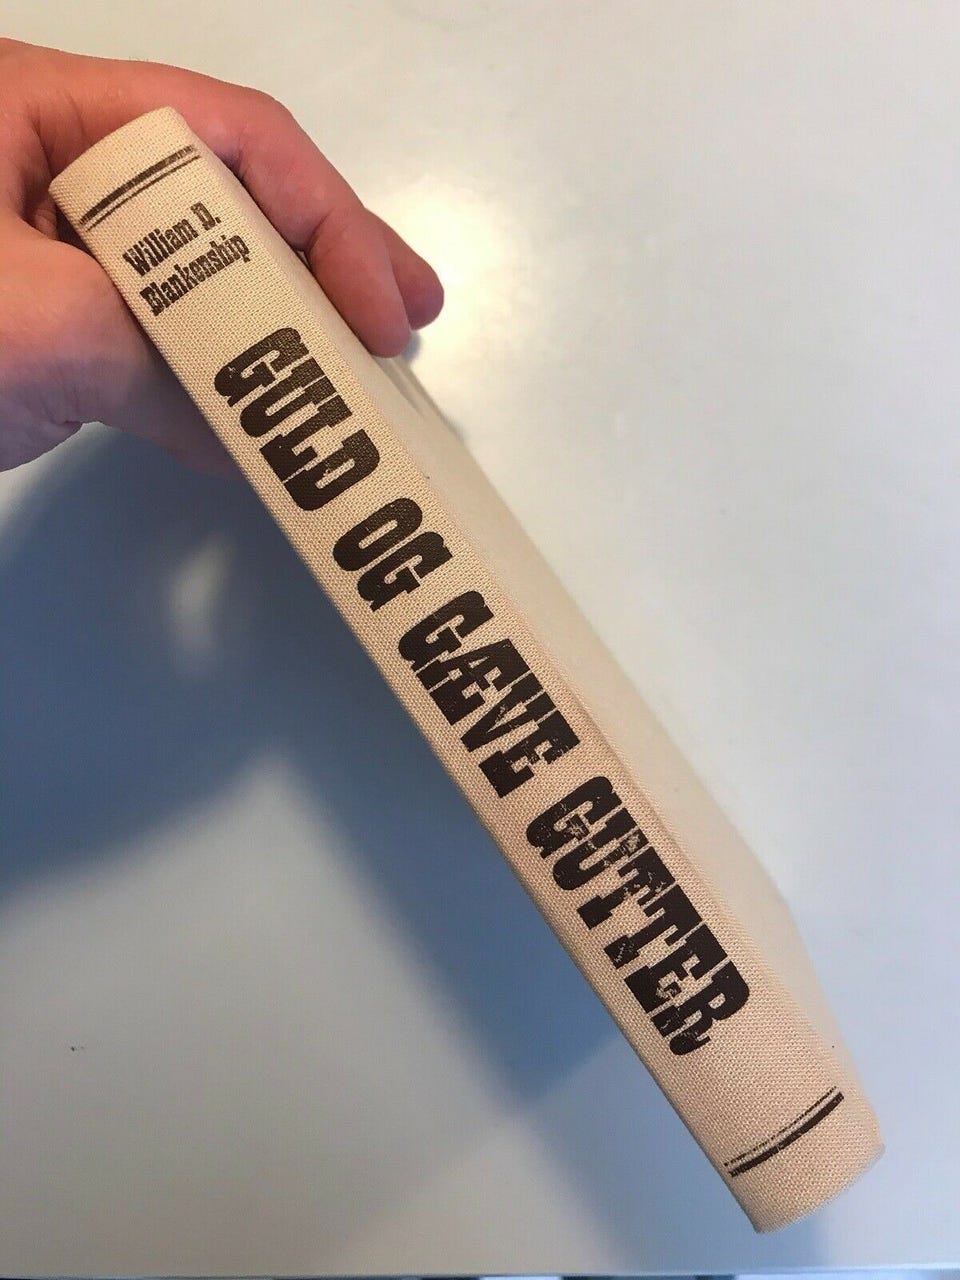 William D.
Blankenship
GULD OG GÆVE GUTTER